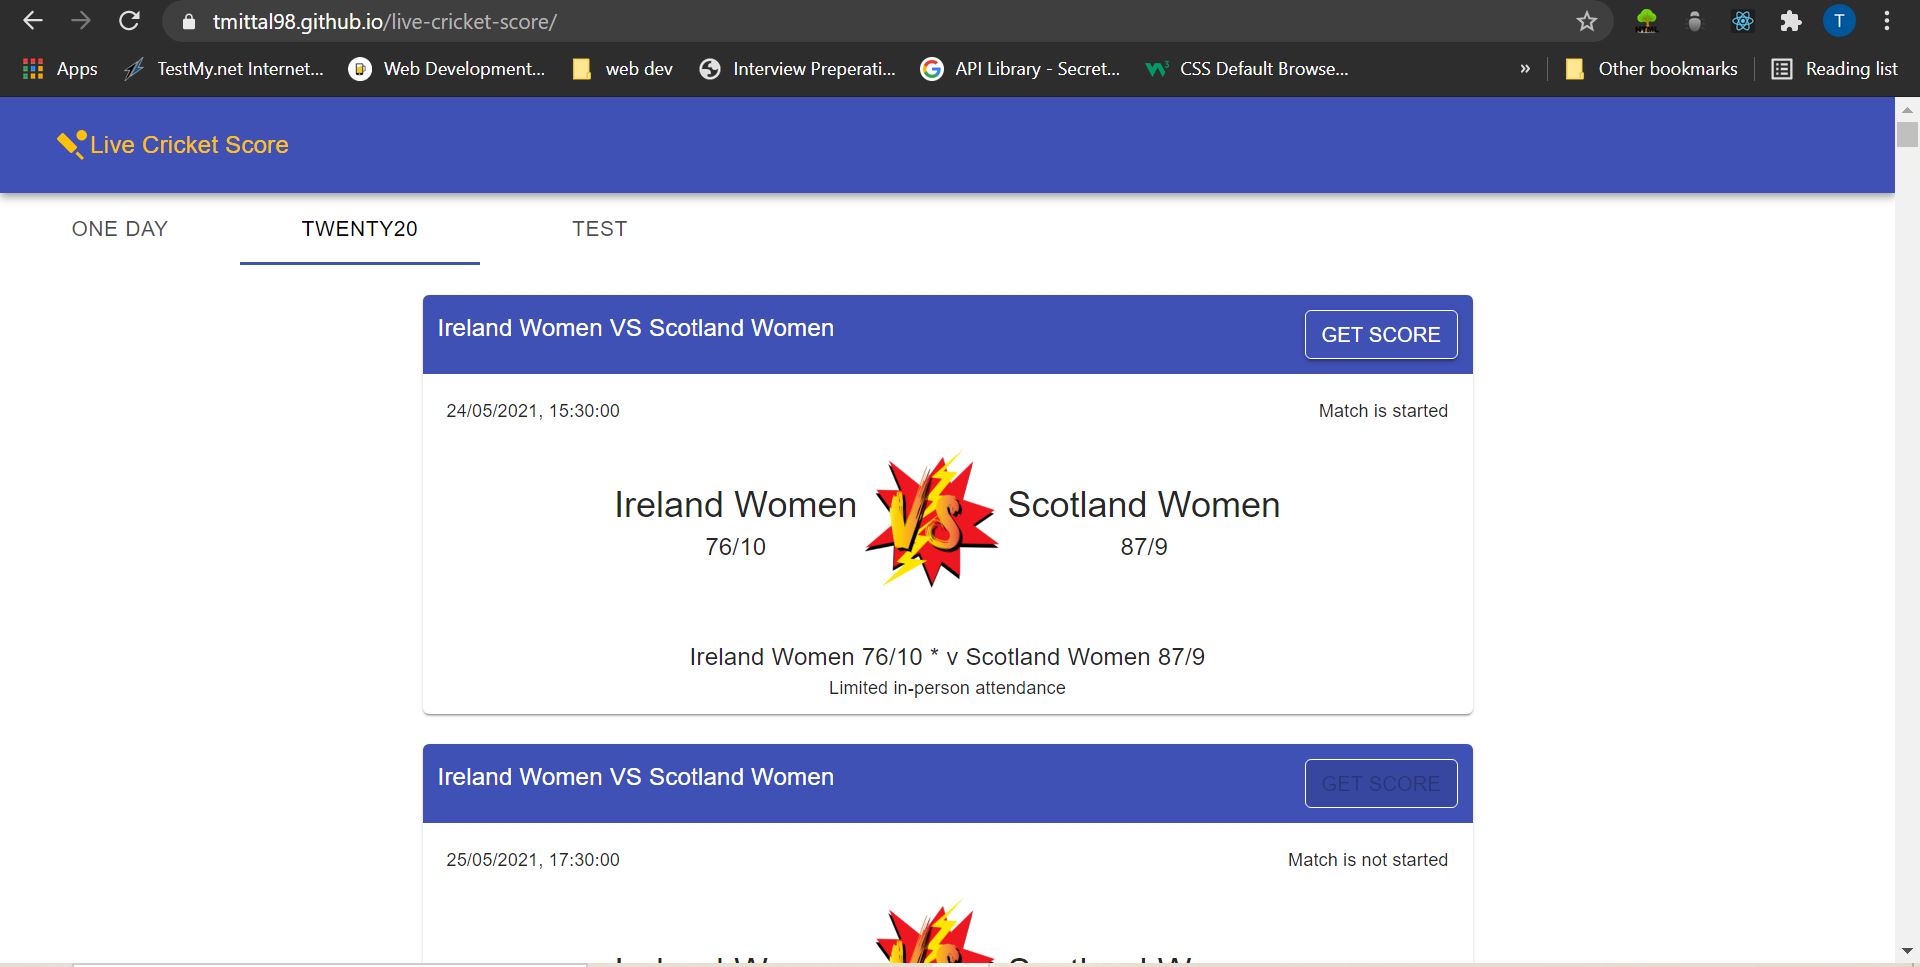 tmittal98.github.io/live-cricket-score/
T
Apps
TestMy.net Internet...
Web Development...
web dev
Interview Preperati...
API Library - Secret...
CSS Default Browse...
»
Other bookmarks
Reading list
Live Cricket Score
ONE DAY
TWENTY20
TEST
Ireland Women VS Scotland Women
GET SCORE
24/05/2021, 15:30:00
Match is started
Ireland Women
VS
Scotland Women
76/10
87/9
Ireland Women 76/10 * v Scotland Women 87/9
Limited in-person attendance
Ireland Women VS Scotland Women
GET SCORE
25/05/2021, 17:30:00
Match is not started